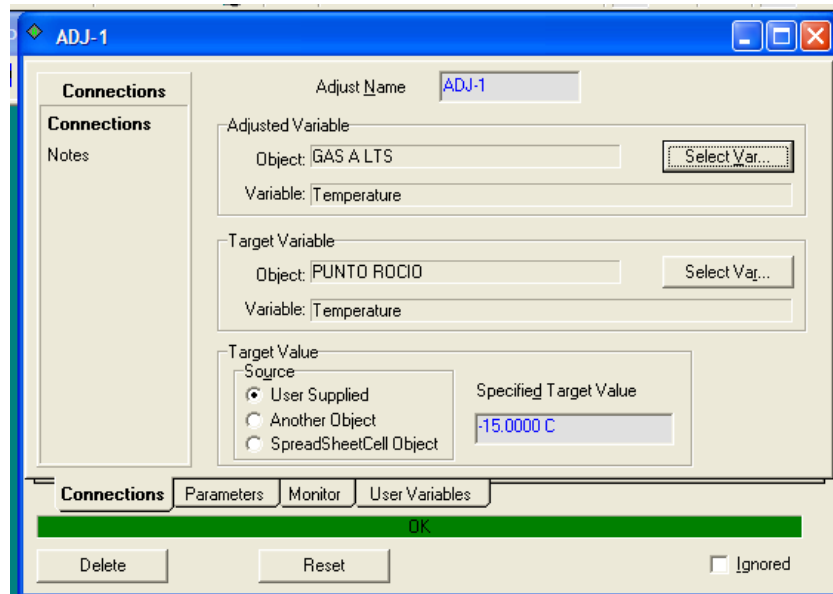 ADJ-1
Connections
Connections
Notes
Adjust Name ADJ-1
Adjusted Variable
Object: GAS A LTS Select Var...
Variable: Temperature
Target Variable
Object: PUNTO ROCIO Select Var...
Variable: Temperature
Target Value
Source
User Supplied
Another Object
SpreadSheetCell Object
Specified Target Value
-15.0000 C
Connections Parameters Monitor User Variables
OK
Delete Reset Ignored